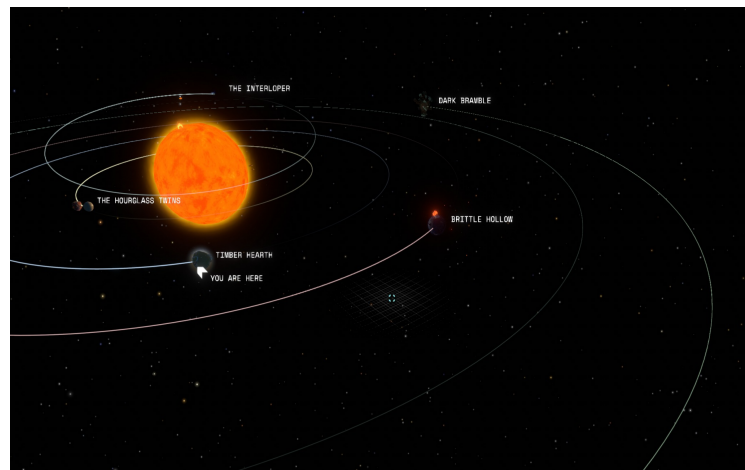 THE INTERLOPER
DARK BRAMBLE
THE HOURGLASS TWINS
BRITTLE HOLLOW
TIMBER HEARTH
YOU ARE HERE